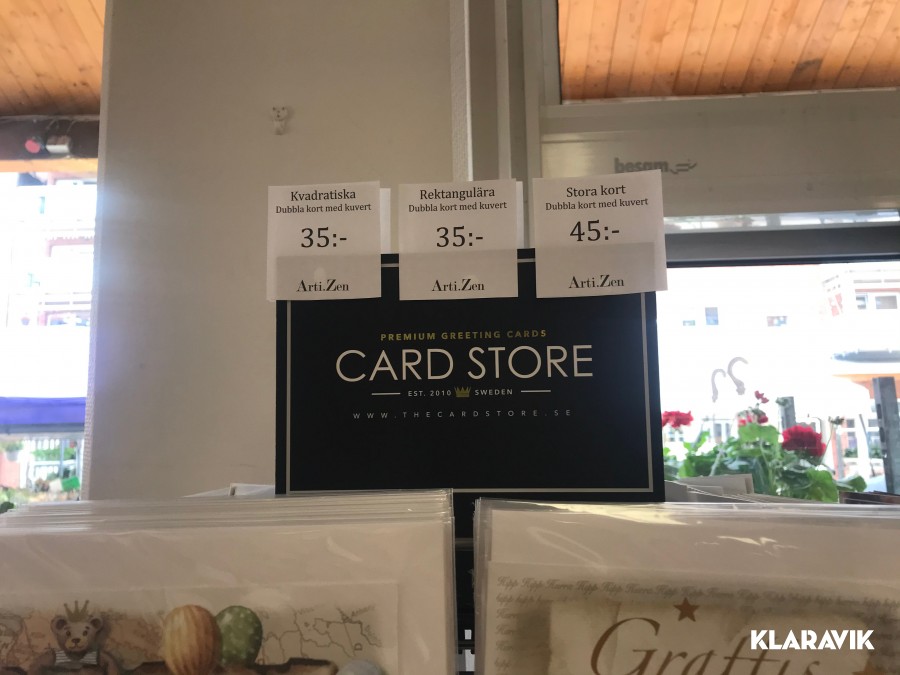 besam
Kvadratiska
Dubbla kort med kuvert
35:-
Arti.Zen
Rektangulära
Dubbla kort med kuvert
35:-
Arti.Zen
Stora kort
Dubbla kort med kuvert
45:-
Arti.Zen
PREMIUM GREETING CARDS
CARD STORE
EST. 2010 SWEDEN
WWW.THECARDSTORE.SE
Grattis
KLARAVIK